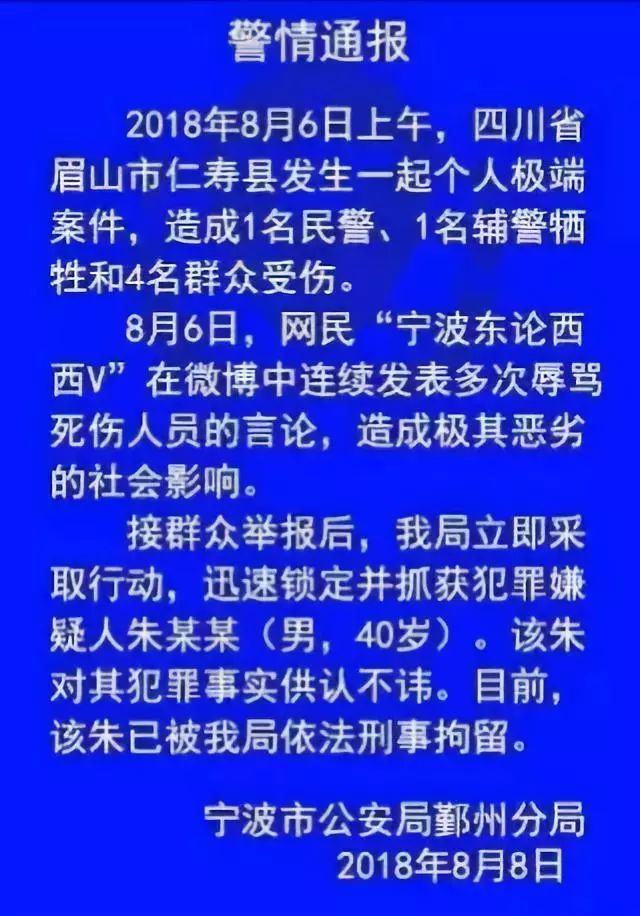 警情通报
2018年8月6日上午，四川省
眉山市仁寿县发生一起个人极端
案件，造成1名民警、1名辅警牺
牲和4名群众受伤。
8月6日，网民“宁波东论西
西V”在微博中连续发表多次辱骂
死伤人员的言论，造成极其恶劣
的社会影响。
接群众举报后，我局立即采
取行动，迅速锁定并抓获犯罪嫌
疑人朱某某（男，40岁）。该朱
对其犯罪事实供认不讳。目前，
该朱已被我局依法刑事拘留。
宁波市公安局鄞州分局
2018年8月8日